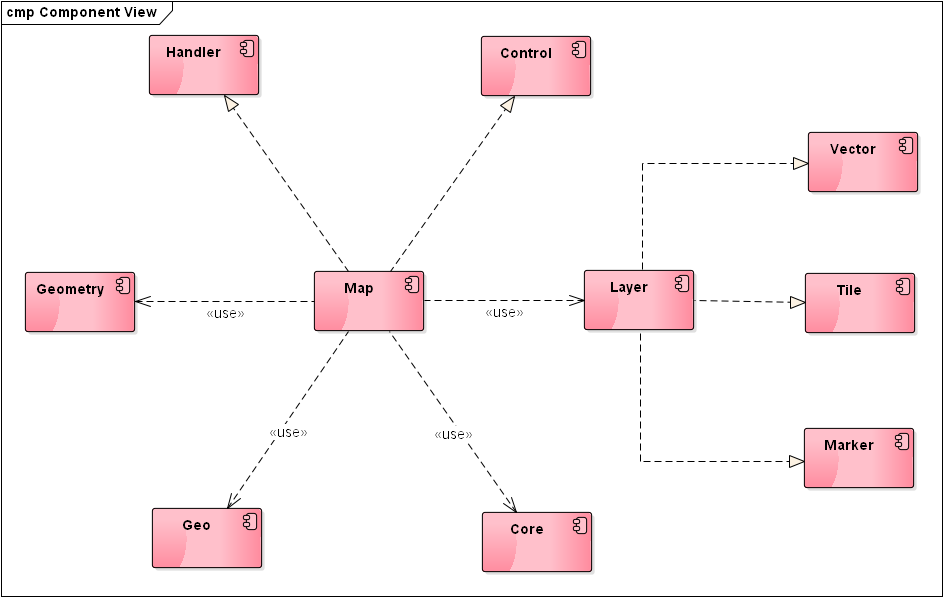 cmp Component View
Handler
Control
Vector
Geometry
Map
Layer
Tile
«use»
«use»
«use»
«use»
Marker
Geo
Core